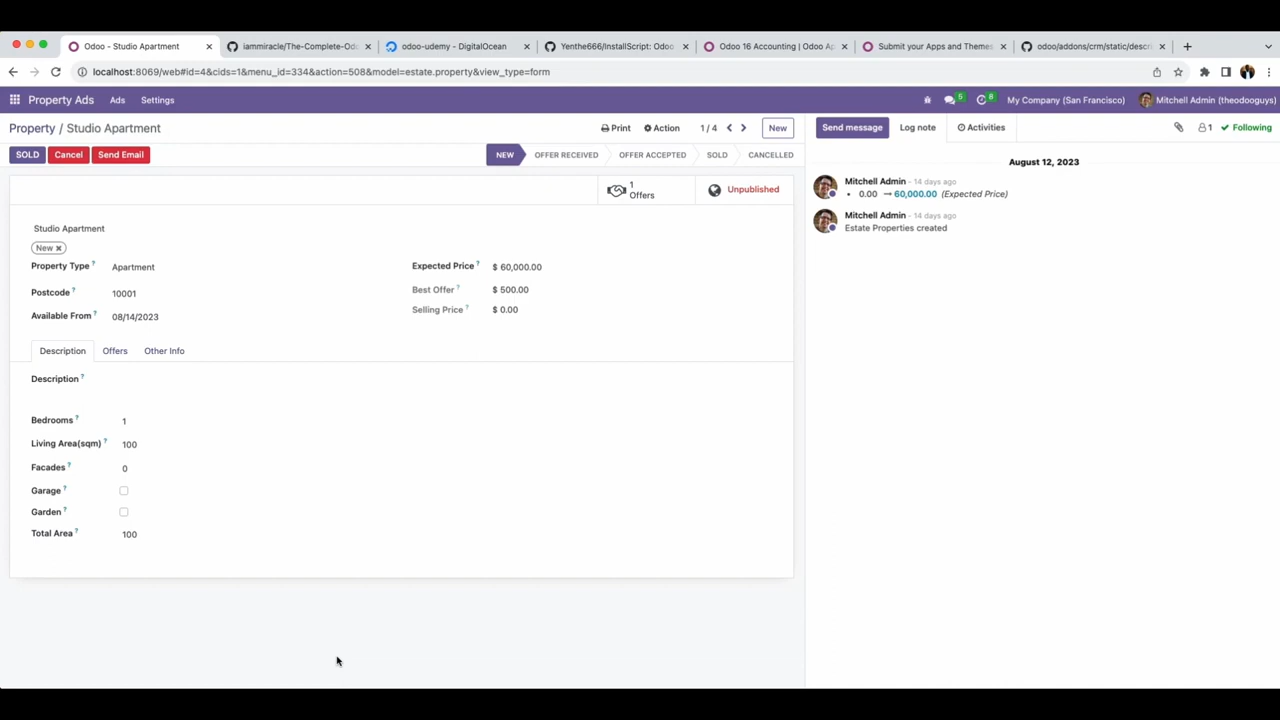 Odoo - Studio Apartment
iammiracle/The-Complete-Odo
odoo-udemy - DigitalOcean
Yenthe666/InstallScript: Odoo
Odoo 16 Accounting | Odoo Ap
Submit your Apps and Themes
odoo/addons/crm/static/descri
localhost:8069/web#id=4&cids=1&menu_id=334&action=508&model=estate.property&view_type=form
Property Ads Ads Settings
5 8 My Company (San Francisco) Mitchell Admin (theodooguys)
Property / Studio Apartment
Print Action 1 / 4 New
Send message Log note Activities 1 Following
SOLD Cancel Send Email
NEW OFFER RECEIVED OFFER ACCEPTED SOLD CANCELLED
August 12, 2023
1
Offers
Unpublished
Mitchell Admin - 14 days ago
• 0.00 → 60,000.00 (Expected Price)
Mitchell Admin - 14 days ago
Estate Properties created
Studio Apartment
New ×
Property Type ? Apartment
Expected Price ? $ 60,000.00
Postcode ? 10001
Best Offer ? $ 500.00
Available From ? 08/14/2023
Selling Price ? $ 0.00
Description Offers Other Info
Description ?
Bedrooms ? 1
Living Area(sqm) ? 100
Facades ? 0
Garage ?
Garden ?
Total Area ? 100